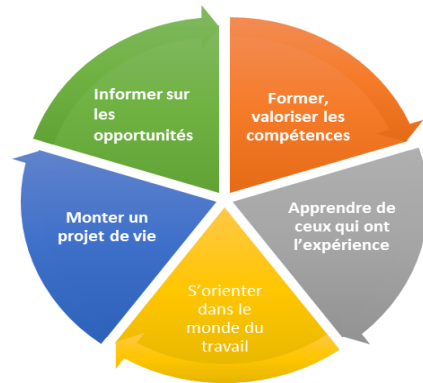 Informer sur
les
opportunités
Former,
valoriser les
compétences
Apprendre de
ceux qui ont
l'expérience
S'orienter
dans le
monde du
travail
Monter un
projet de vie